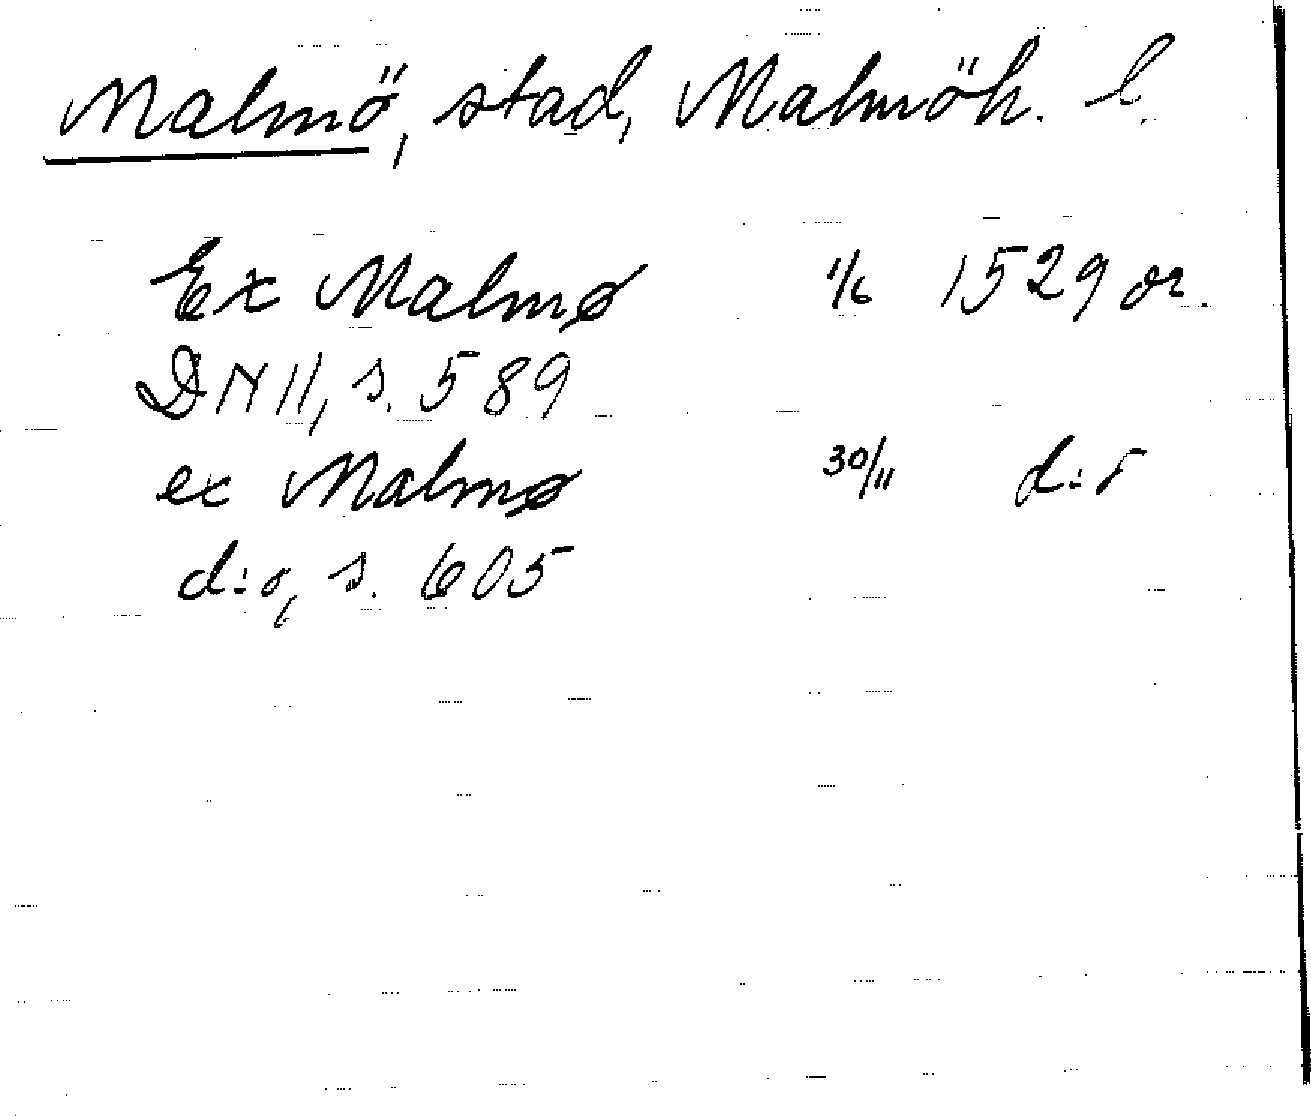 Malmö, stad, Malmöh. l.
Ex Malmø 1/6 1529 or.
DN 11, s. 589
ex Malmø 30/11 d:o
d:o, s. 605